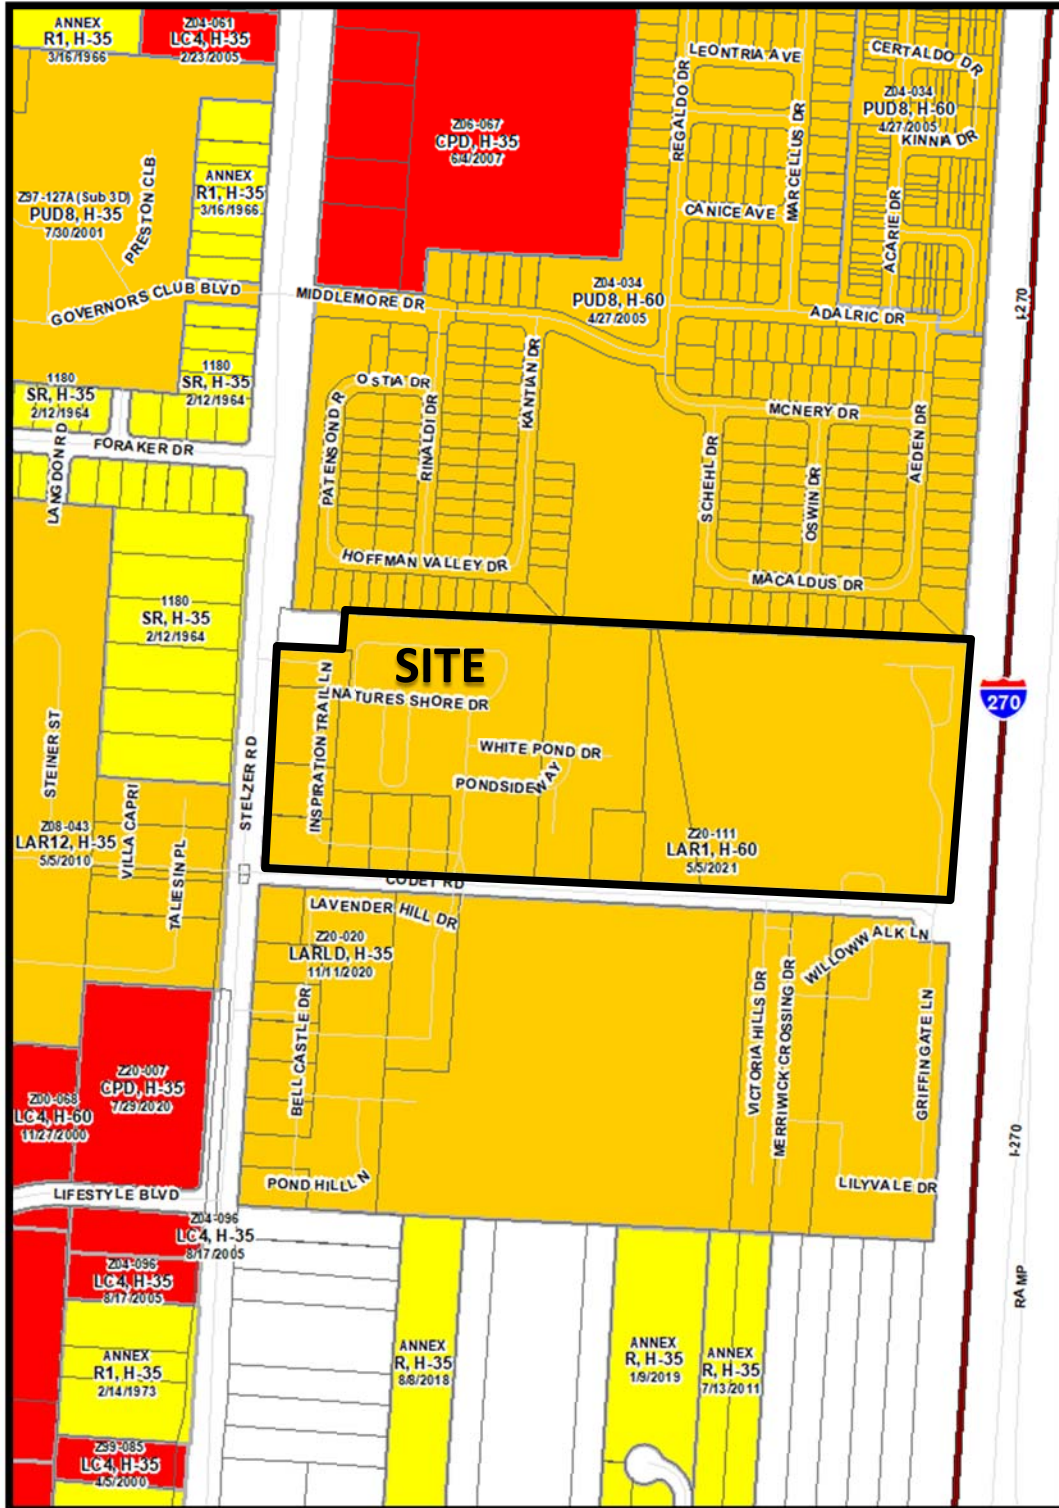 ANNEX
R1, H-35
3/16/1966
Z04-061
LC4, H-35
2/23/2005
Z06-067
CPD, H-35
6/4/2007
LEONTRIA AVE
CERTALDO DR
REGALDO DR
MARCELLUS DR
Z04-034
PUD8, H-60
4/27/2005
KINNIA DR
ANNEX
R1, H-35
3/16/1966
Z97-127A (Sub 3D)
PUD8, H-35
7/30/2001
PRESTON CLB
CANICE AVE
ACARIE DR
GOVERNORS CLUB BLVD
MIDDLEMORE DR
Z04-034
PUD8, H-60
4/27/2005
ADALRIC DR
I-270
1180
SR, H-35
2/12/1964
1180
SR, H-35
2/12/1964
OSTIA DR
KANTIAN DR
PATENSOND R
RINALDI DR
MCNERY DR
AEDEN DR
LANGDON RD
FORAKER DR
SCHEHL DR
OSWIN DR
HOFFMAN VALLEY DR
MACALDUS DR
1180
SR, H-35
2/12/1964
SITE
270
INSPIRATION TRAIL LN
NATURES SHORE DR
WHITE POND DR
PONDSIDE WAY
STEINER ST
STELZER RD
VILLA CAPRI
Z08-043
LAR12, H-35
5/5/2010
TALIESIN PL
Z20-111
LAR1, H-60
5/5/2021
CODET RD
LAVENDER HILL DR
Z20-020
LARLD, H-35
11/11/2020
WILLOWW ALK LN
BELL CASTLE DR
VICTORIA HILLS DR
MERRIWICK CROSSING DR
GRIFFINGATE LN
Z20-007
CPD, H-35
7/29/2020
Z00-068
LC4, H-60
11/27/2000
I-270
POND HILL LN
LILYVALE DR
LIFESTYLE BLVD
Z04-096
LC4, H-35
8/17/2005
Z04-096
LC4, H-35
8/17/2005
RAMP
ANNEX
R1, H-35
2/14/1973
ANNEX
R, H-35
8/8/2018
ANNEX
R, H-35
1/9/2019
ANNEX
R, H-35
7/13/2011
Z99-085
LC4, H-35
4/5/2000